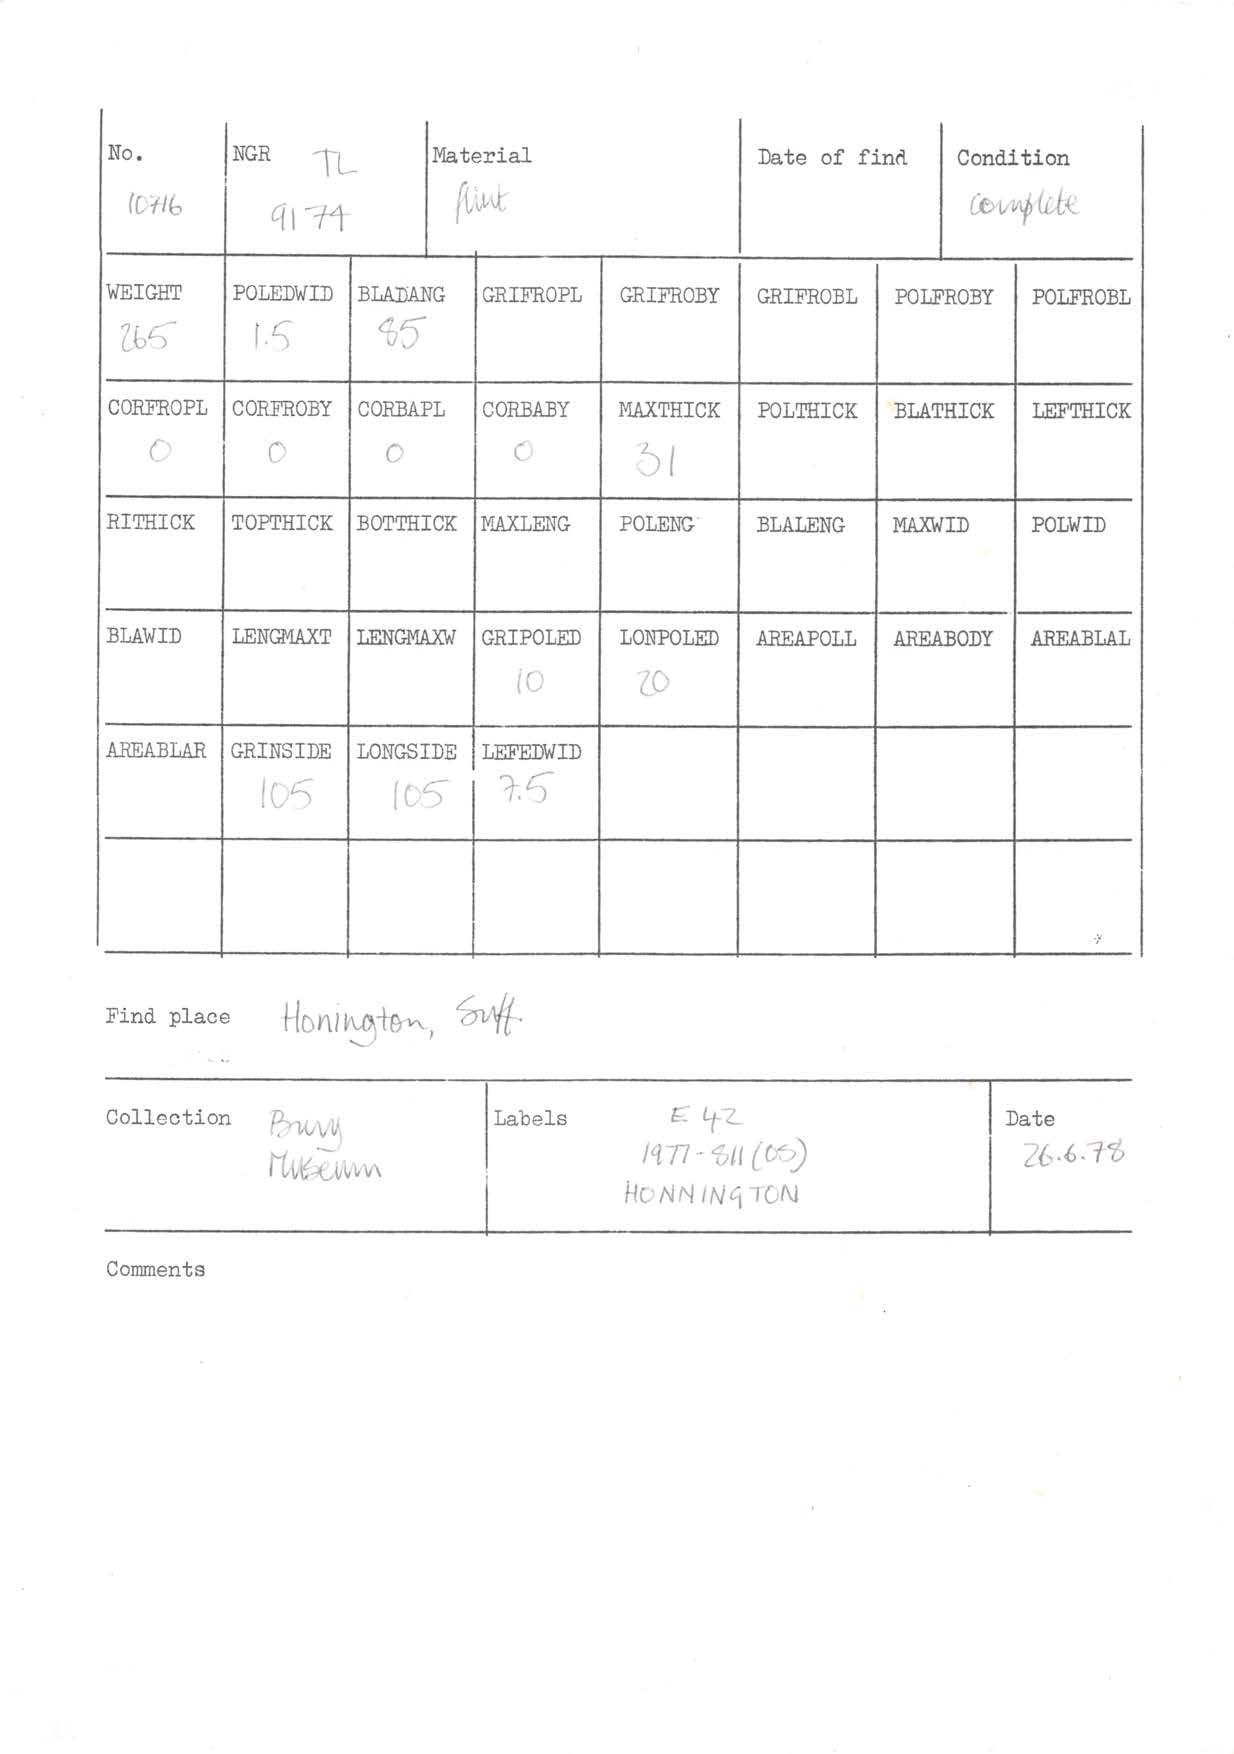 No. NGR TL Material Date of find Condition
10716 9174 flint complete
WEIGHT POLEDWID BLADANG GRIFROPL GRIFROBY GRIFROBL POLFROBY POLFROBL
265 1.5 85
CORFROPL CORFROBY CORBAPL CORBABY MAXTHICK POLTHICK BLATHICK LEFTHICK
0 0 0 0 31
RITHICK TOPTHICK BOTTHICK MAXLENG POLENG BLALENG MAXWID POLWID
BLAWID LENGMAXT LENGMAXW GRIPOLED LONPOLED AREAPOLL AREABODY AREABLAL
10 20
AREABLAR GRINSIDE LONGSIDE LEFEDWID
105 105 7.5
Find place Honington, Suff.
Collection Bury Museum
Labels E 42
1977-811(OS)
HONNINGTON
Date
26.6.78
Comments